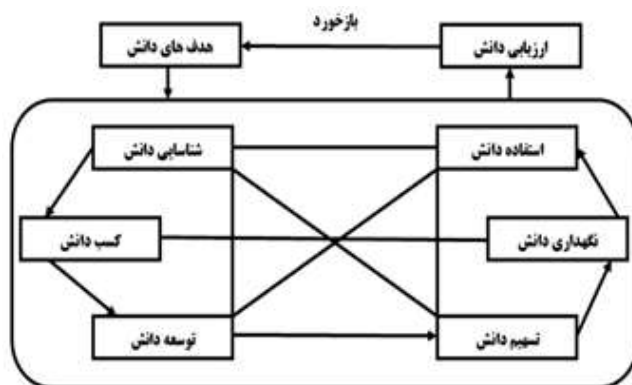 بازخورد
هدف های دانش
ارزیابی دانش
شناسایی دانش
استفاده دانش
کسب دانش
نگهداری دانش
توسعه دانش
تسهیم دانش